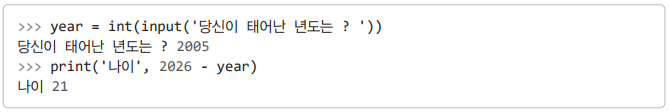 >>> year = int(input('당신이 태어난 년도는 ? '))
당신이 태어난 년도는 ? 2005
>>> print('나이', 2026 - year)
나이 21